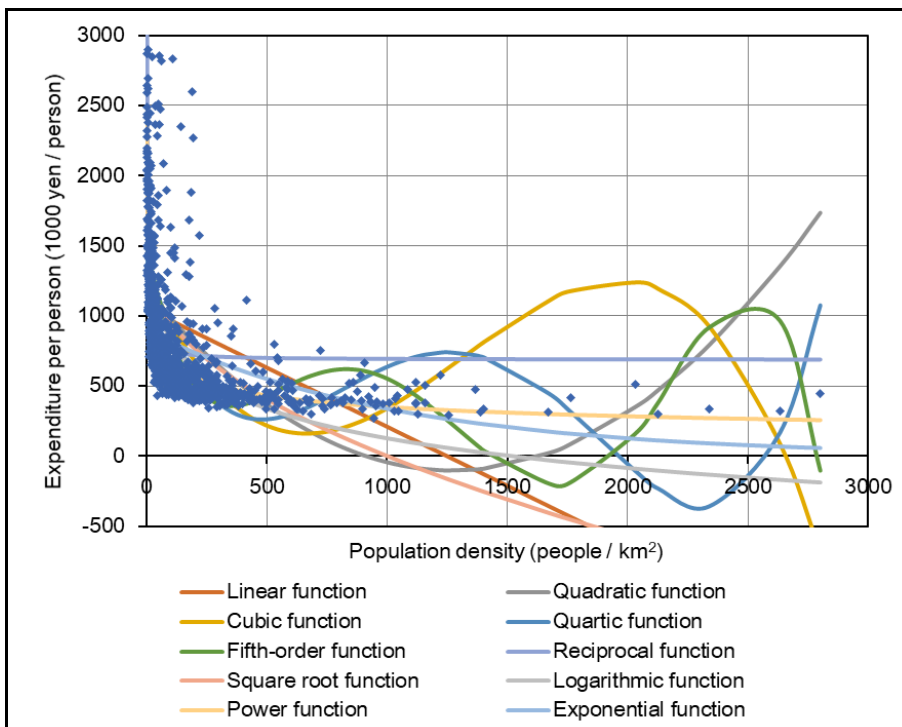 3000
2500
2000
1500
1000
500
0
-500
Expenditure per person (1000 yen / person)
0 500 1000 1500 2000 2500 3000
Population density (people / km²)
Linear function Quadratic function
Cubic function Quartic function
Fifth-order function Reciprocal function
Square root function Logarithmic function
Power function Exponential function